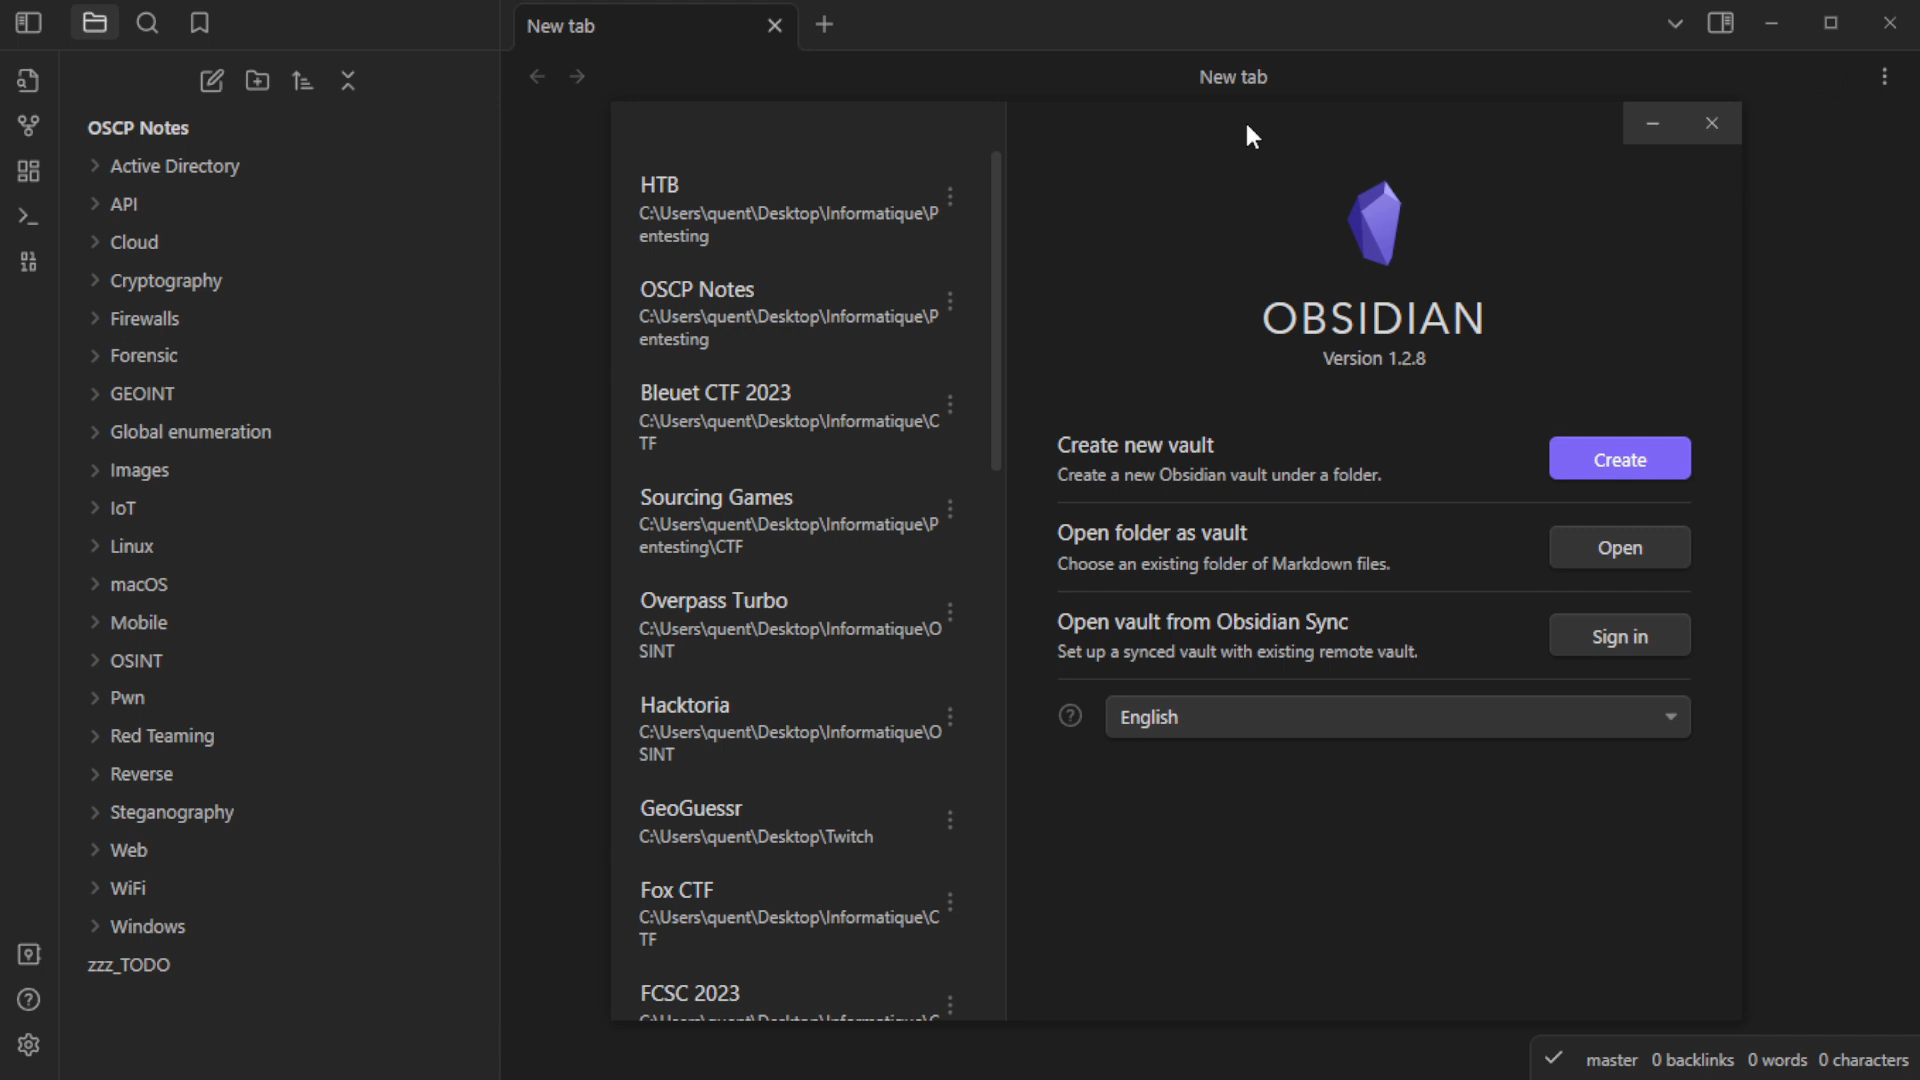 New tab
New tab
OSCP Notes
Active Directory
API
Cloud
Cryptography
Firewalls
Forensic
GEOINT
Global enumeration
Images
IoT
Linux
macOS
Mobile
OSINT
Pwn
Red Teaming
Reverse
Steganography
Web
WiFi
Windows
zzz_TODO
HTB
C:\Users\quent\Desktop\Informatique\P
entesting
OSCP Notes
C:\Users\quent\Desktop\Informatique\P
entesting
Bleuet CTF 2023
C:\Users\quent\Desktop\Informatique\C
TF
Sourcing Games
C:\Users\quent\Desktop\Informatique\P
entesting\CTF
Overpass Turbo
C:\Users\quent\Desktop\Informatique\O
SINT
Hacktoria
C:\Users\quent\Desktop\Informatique\O
SINT
GeoGuessr
C:\Users\quent\Desktop\Twitch
Fox CTF
C:\Users\quent\Desktop\Informatique\C
TF
FCSC 2023
C:\Users\quent\Desktop\Informatique\C
OBSIDIAN
Version 1.2.8
Create new vault
Create a new Obsidian vault under a folder.
Create
Open folder as vault
Choose an existing folder of Markdown files.
Open
Open vault from Obsidian Sync
Set up a synced vault with existing remote vault.
Sign in
English
master 0 backlinks 0 words 0 characters